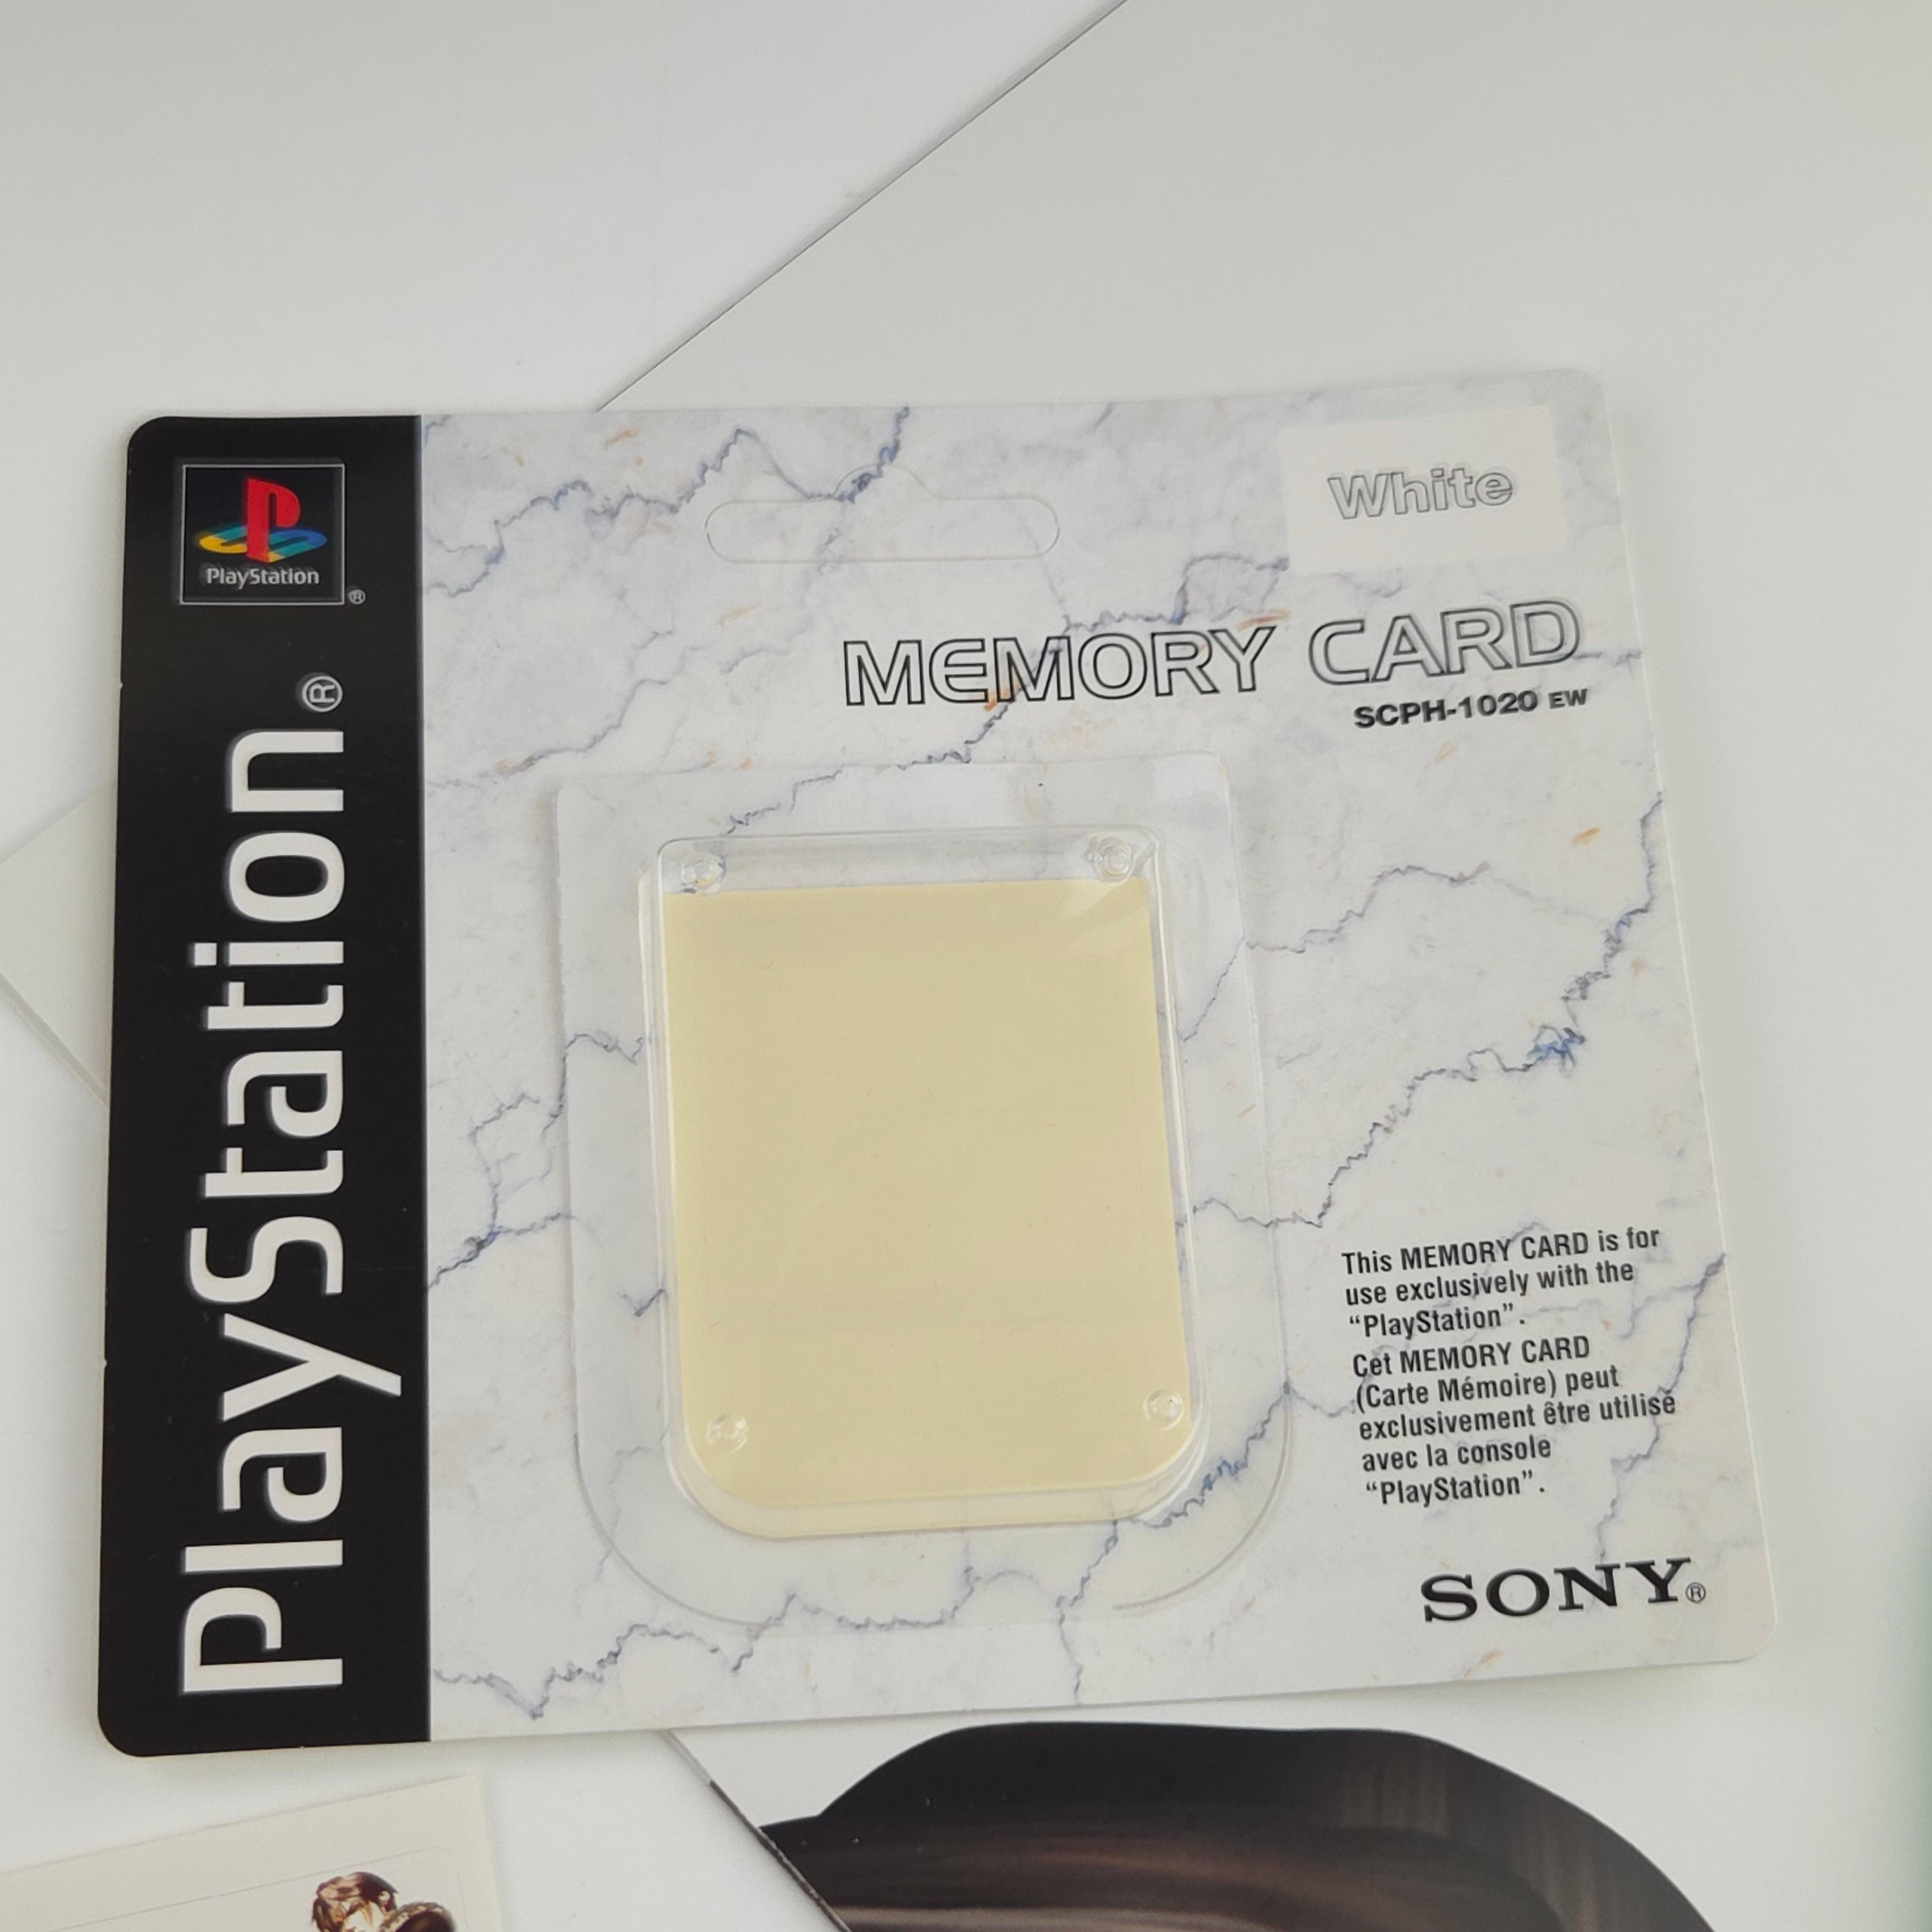 PlayStation
®
PlayStation®
White
MEMORY CARD
SCPH-1020 EW
This MEMORY CARD is for
use exclusively with the
“PlayStation”.
Cet MEMORY CARD
(Carte Mémoire) peut
exclusivement être utilisé
avec la console
“PlayStation”.
SONY®